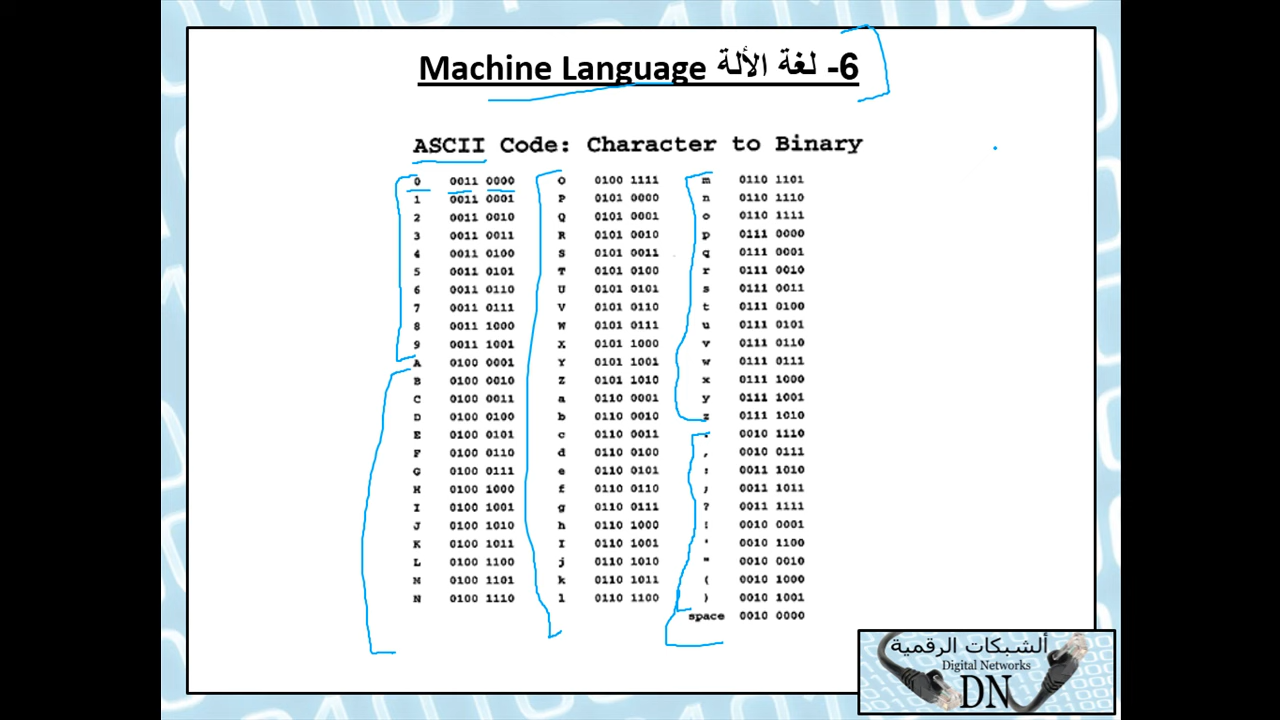 6- لغة الألة Machine Language
ASCII Code: Character to Binary
0 0011 0000 O 0100 1111 m 0110 1101
1 0011 0001 P 0101 0000 n 0110 1110
2 0011 0010 Q 0101 0001 o 0110 1111
3 0011 0011 R 0101 0010 p 0111 0000
4 0011 0100 S 0101 0011 q 0111 0001
5 0011 0101 T 0101 0100 r 0111 0010
6 0011 0110 U 0101 0101 s 0111 0011
7 0011 0111 V 0101 0110 t 0111 0100
8 0011 1000 W 0101 0111 u 0111 0101
9 0011 1001 X 0101 1000 v 0111 0110
A 0100 0001 Y 0101 1001 w 0111 0111
B 0100 0010 Z 0101 1010 x 0111 1000
C 0100 0011 a 0110 0001 y 0111 1001
D 0100 0100 b 0110 0010 z 0111 1010
E 0100 0101 c 0110 0011 . 0010 1110
F 0100 0110 d 0110 0100 , 0010 0111
G 0100 0111 e 0110 0101 : 0011 1010
H 0100 1000 f 0110 0110 ; 0011 1011
I 0100 1001 g 0110 0111 ? 0011 1111
J 0100 1010 h 0110 1000 ! 0010 0001
K 0100 1011 I 0110 1001 ' 0010 1100
L 0100 1100 j 0110 1010 " 0010 0010
N 0100 1101 k 0110 1011 ( 0010 1000
N 0100 1110 l 0110 1100 ) 0010 1001
space 0010 0000
ألشبكات الرقمية
Digital Networks
DN